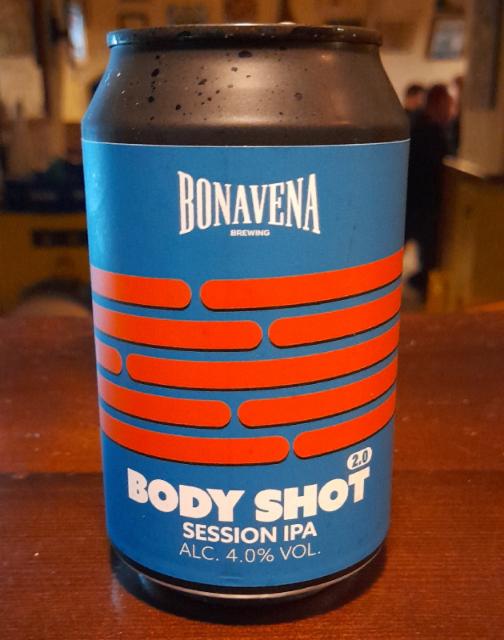 BONAVENA
BREWING
2.0
BODY SHOT
SESSION IPA
ALC. 4.0% VOL.